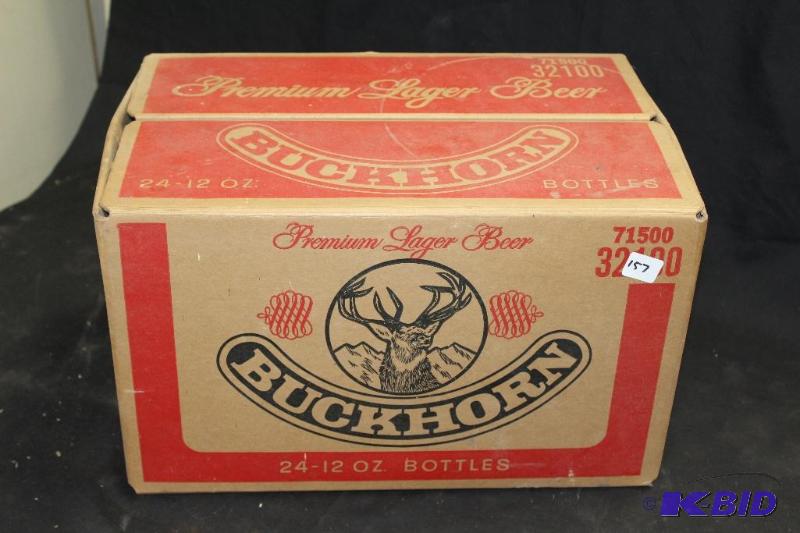 71500
32100
Premium Lager Beer
BUCKHORN
24-12 OZ.
BOTTLES
Premium Lager Beer
71500
157
BUCKHORN
24-12 OZ. BOTTLES
© K-BID